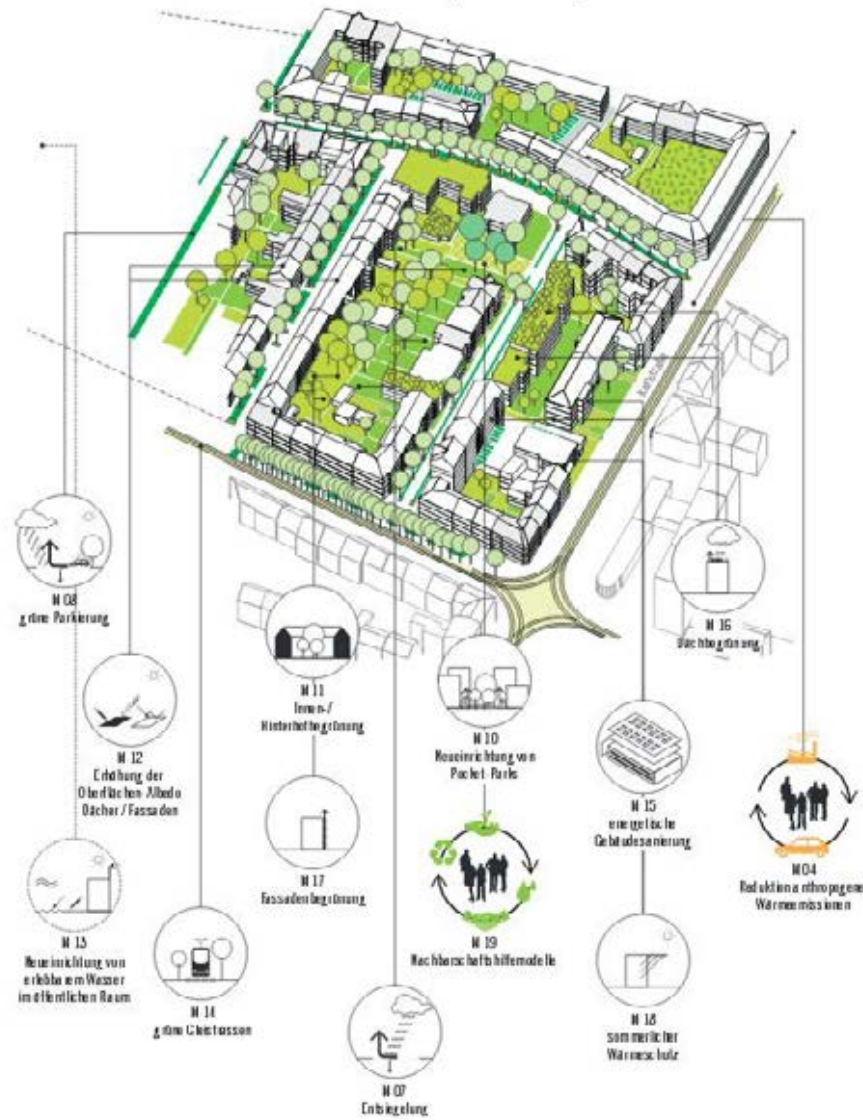 M 08
grüne Parkierung
M 12
Erhöhung der
Oberflächen-Albedo
Dächer / Fassaden
M 13
Neueinrichtung von
erlebbarem Wasser
im öffentlichen Raum
M 14
grüne Gleistrassen
M 11
Innen-/
Hinterhofbegrünung
M 17
Fassadenbegrünung
M 07
Entsiegelung
M 10
Neueinrichtung von
Pocket-Parks
M 19
Nachbarschaftshilfemodelle
M 16
Dachbegrünung
M 15
energetische
Gebäudesanierung
M 18
sommerlicher
Wärmeschutz
M 04
Reduktion anthropogene
Wärmeemissionen